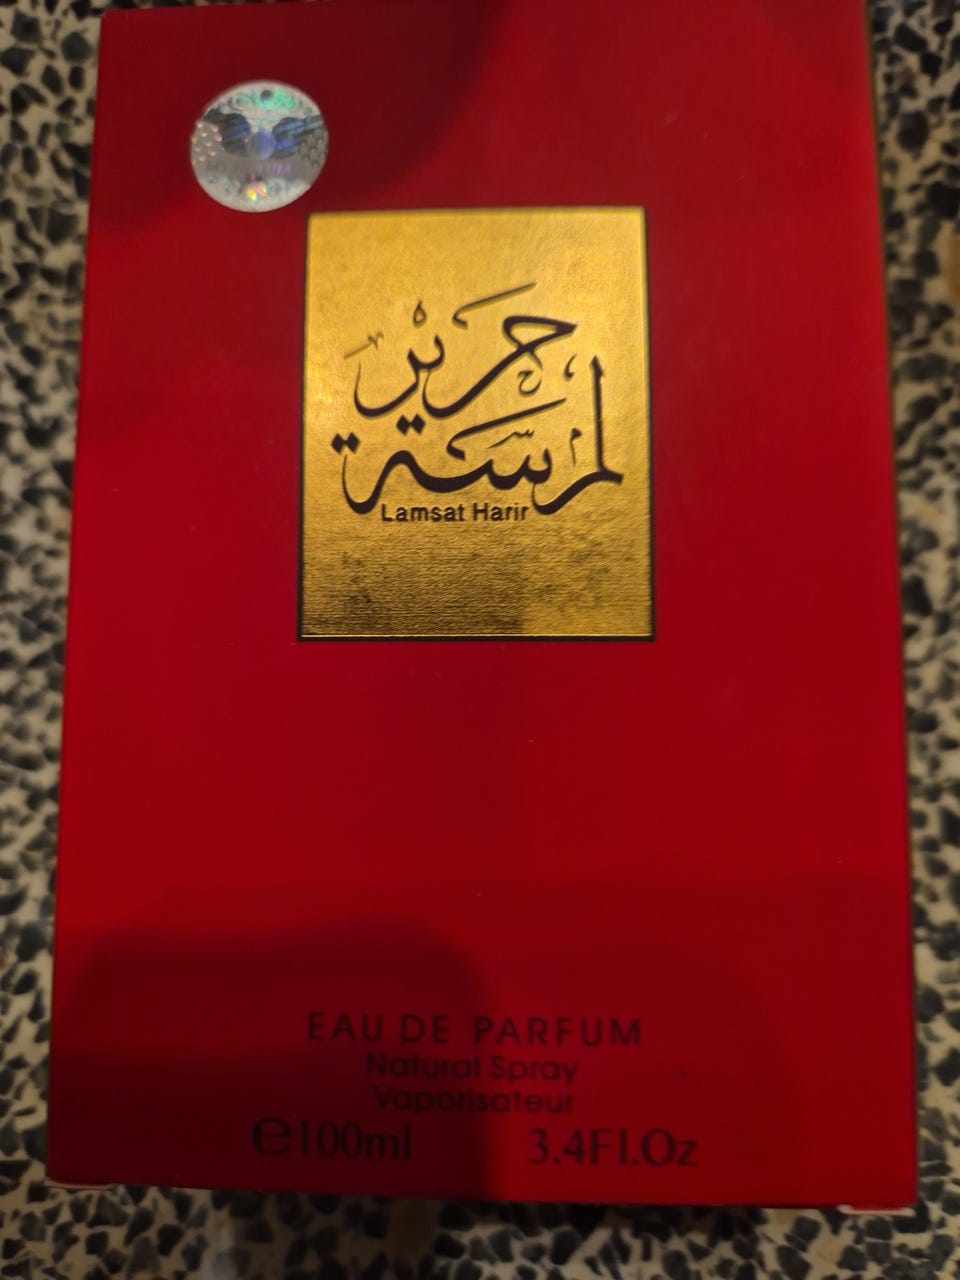 حرير
لمسة
Lamsat Harir
EAU DE PARFUM
Natural Spray
Vaporisateur
℮100ml 3.4Fl.Oz